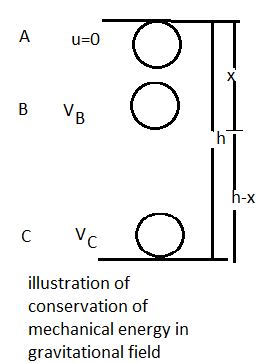 A u=0
x
B V_B
h
h-x
C V_C
illustration of
conservation of
mechanical energy in
gravitational field